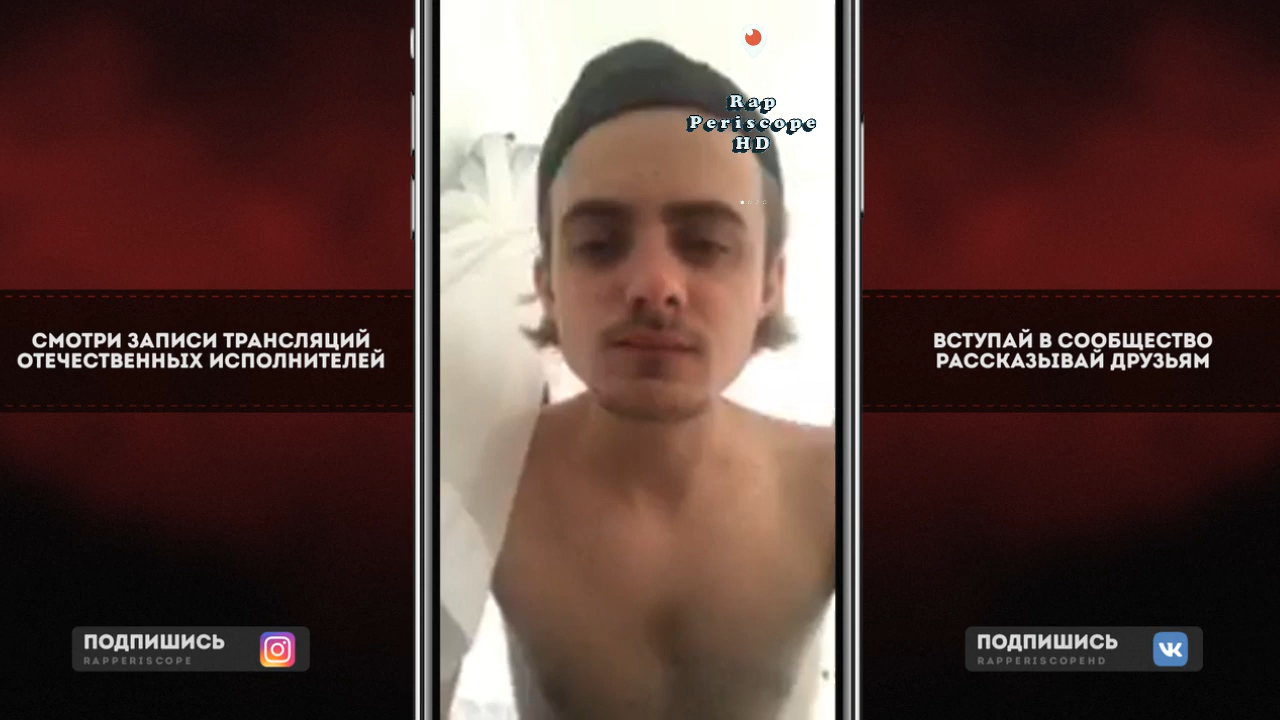 Rap
Periscope
HD
СМОТРИ ЗАПИСИ ТРАНСЛЯЦИЙ
ОТЕЧЕСТВЕННЫХ ИСПОЛНИТЕЛЕЙ
ВСТУПАЙ В СООБЩЕСТВО
РАССКАЗЫВАЙ ДРУЗЬЯМ
ПОДПИШИСЬ
RAPPERISCOPE
ПОДПИШИСЬ
RAPPERISCOPEHD